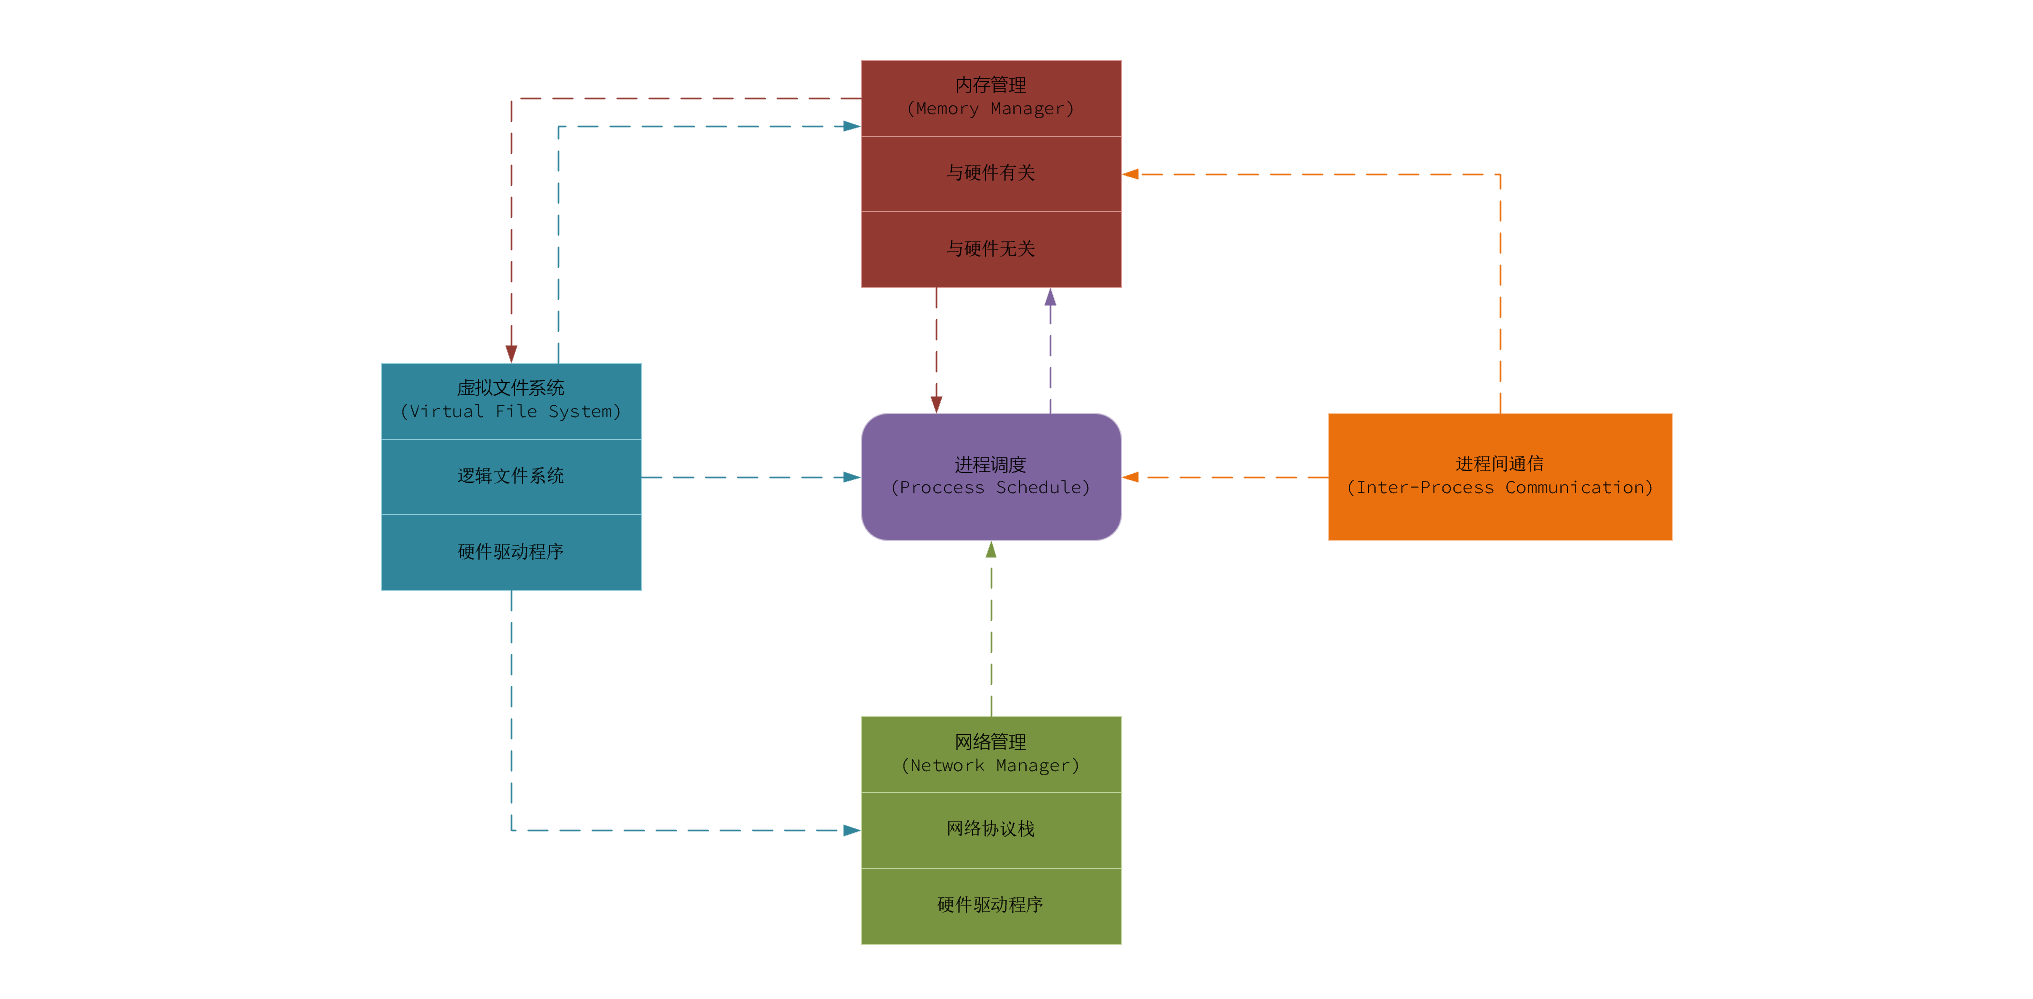 内存管理
(Memory Manager)
与硬件有关
与硬件无关
虚拟文件系统
(Virtual File System)
逻辑文件系统
硬件驱动程序
进程调度
(Proccess Schedule)
进程间通信
(Inter-Process Communication)
网络管理
(Network Manager)
网络协议栈
硬件驱动程序